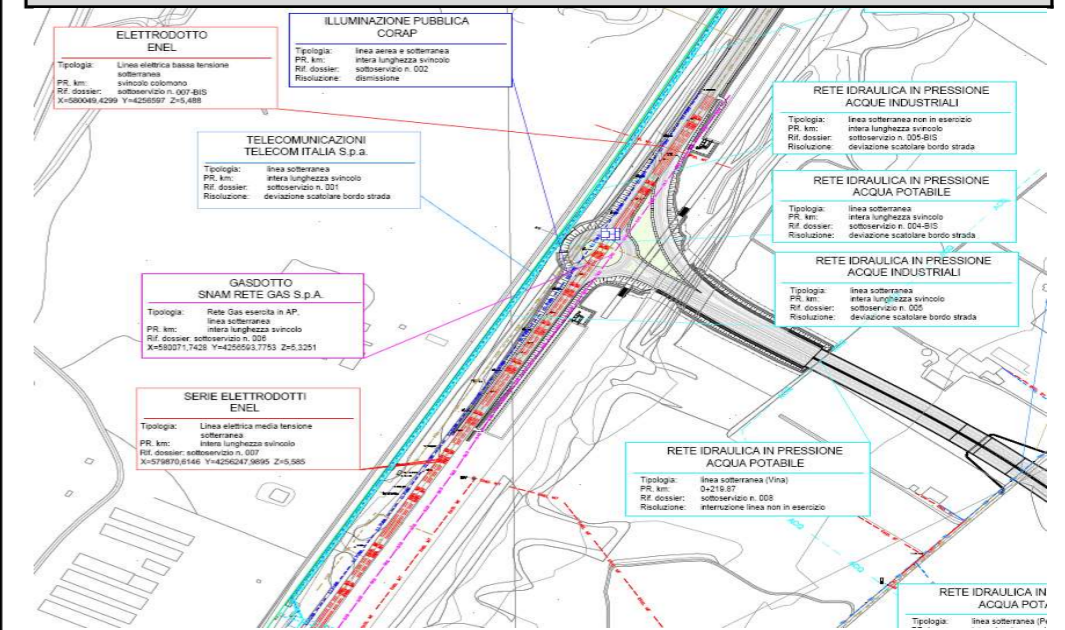 ELETTRODOTTO
ENEL
Tipologia: Linea elettrica bassa tensione
sotterranea
PR. km: svincolo colomono
Rif. dossier: sottoservizio n. 007-BIS
X=580049,4299 Y=4256597 Z=5,488
ILLUMINAZIONE PUBBLICA
CORAP
Tipologia: linea aerea e sotterranea
PR. km: intera lunghezza svincolo
Rif. dossier: sottoservizio n. 002
Risoluzione: dismissione
TELECOMUNICAZIONI
TELECOM ITALIA S.p.a.
Tipologia: linea sotterranea
PR. km: intera lunghezza svincolo
Rif. dossier: sottoservizio n. 001
Risoluzione: deviazione scatolare bordo strada
GASDOTTO
SNAM RETE GAS S.p.A.
Tipologia: Rete Gas esercita in AP.
linea sotterranea
PR. km: intera lunghezza svincolo
Rif. dossier: sottoservizio n. 006
X=580071,7428 Y=4256593,7753 Z=5,3251
SERIE ELETTRODOTTI
ENEL
Tipologia: Linea elettrica media tensione
sotterranea
PR. km: intera lunghezza svincolo
Rif. dossier: sottoservizio n. 007
X=579870,6146 Y=4256247,9895 Z=5,585
RETE IDRAULICA IN PRESSIONE
ACQUE INDUSTRIALI
Tipologia: linea sotterranea non in esercizio
PR. km: intera lunghezza svincolo
Rif. dossier: sottoservizio n. 005-BIS
Risoluzione: deviazione scatolare bordo strada
RETE IDRAULICA IN PRESSIONE
ACQUA POTABILE
Tipologia: linea sotterranea
PR. km: intera lunghezza svincolo
Rif. dossier: sottoservizio n. 004-BIS
Risoluzione: deviazione scatolare bordo strada
RETE IDRAULICA IN PRESSIONE
ACQUE INDUSTRIALI
Tipologia: linea sotterranea
PR. km: intera lunghezza svincolo
Rif. dossier: sottoservizio n. 005
Risoluzione: deviazione scatolare bordo strada
RETE IDRAULICA IN PRESSIONE
ACQUA POTABILE
Tipologia: linea sotterranea (Vina)
PR. km: 0+219.87
Rif. dossier: sottoservizio n. 008
Risoluzione: interruzione linea non in esercizio
RETE IDRAULICA IN
ACQUA POTA
Tipologia: linea sotterranea (Pe